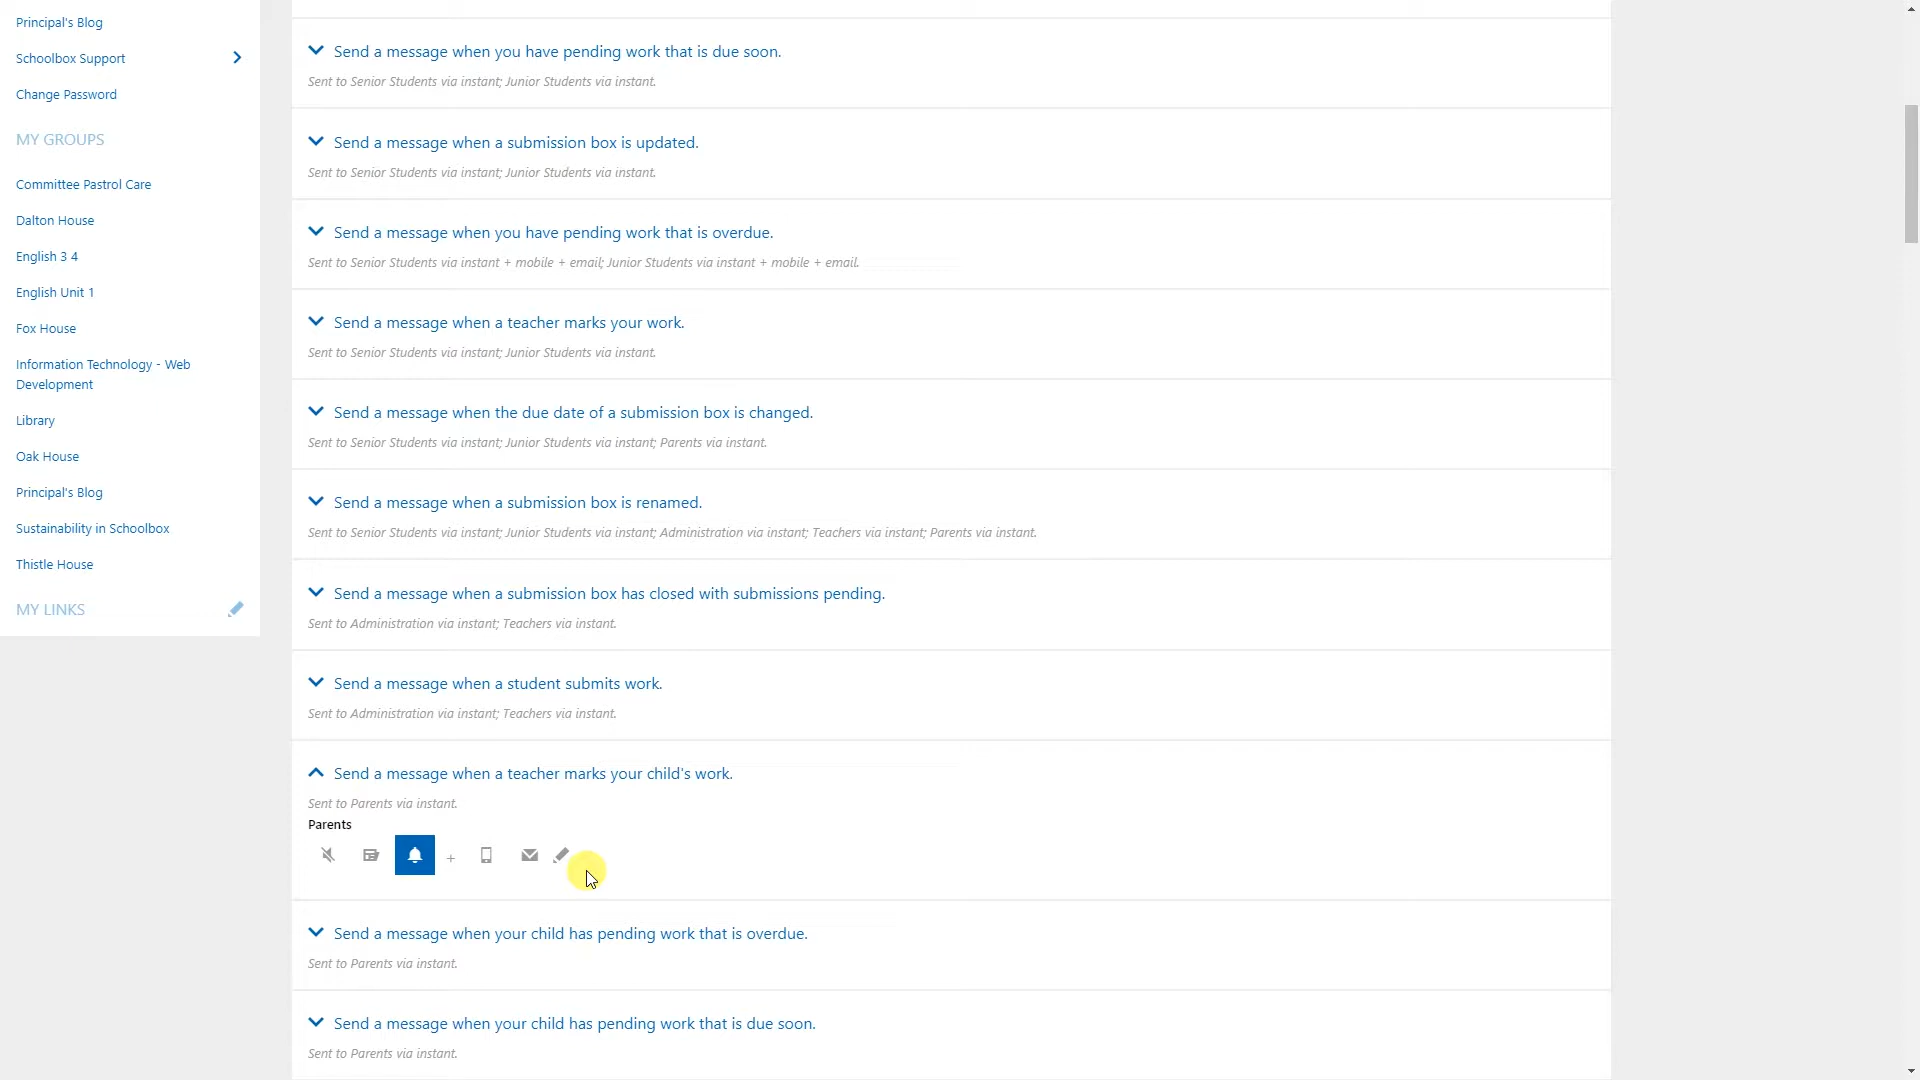 Principal's Blog
Schoolbox Support
Change Password
MY GROUPS
Committee Pastrol Care
Dalton House
English 3 4
English Unit 1
Fox House
Information Technology - Web
Development
Library
Oak House
Principal's Blog
Sustainability in Schoolbox
Thistle House
MY LINKS
Send a message when you have pending work that is due soon.
Sent to Senior Students via instant; Junior Students via instant.
Send a message when a submission box is updated.
Sent to Senior Students via instant; Junior Students via instant.
Send a message when you have pending work that is overdue.
Sent to Senior Students via instant + mobile + email; Junior Students via instant + mobile + email.
Send a message when a teacher marks your work.
Sent to Senior Students via instant; Junior Students via instant.
Send a message when the due date of a submission box is changed.
Sent to Senior Students via instant; Junior Students via instant; Parents via instant.
Send a message when a submission box is renamed.
Sent to Senior Students via instant; Junior Students via instant; Administration via instant; Teachers via instant; Parents via instant.
Send a message when a submission box has closed with submissions pending.
Sent to Administration via instant; Teachers via instant.
Send a message when a student submits work.
Sent to Administration via instant; Teachers via instant.
Send a message when a teacher marks your child's work.
Sent to Parents via instant.
Parents
+
Send a message when your child has pending work that is overdue.
Sent to Parents via instant.
Send a message when your child has pending work that is due soon.
Sent to Parents via instant.